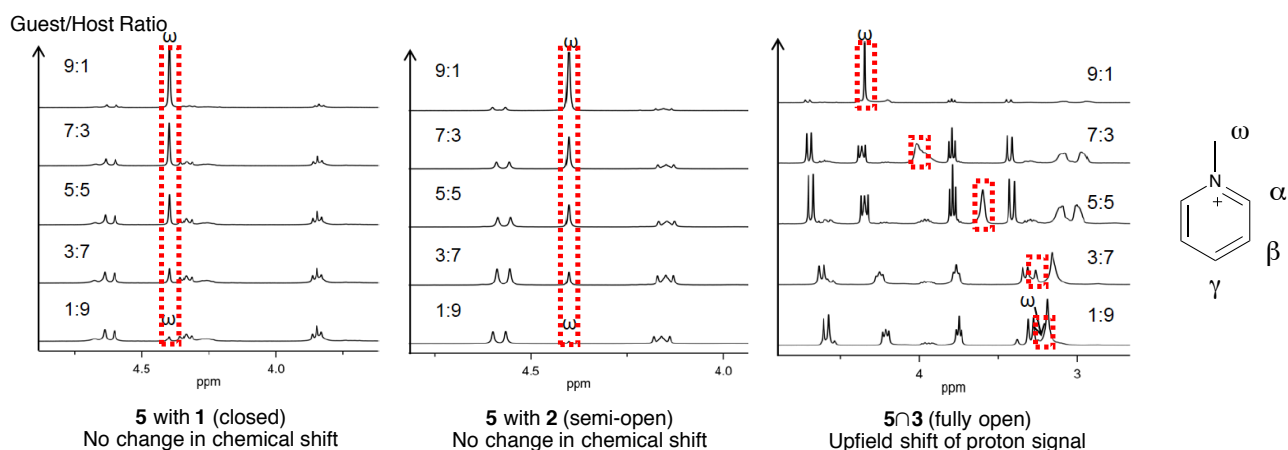 Guest/Host Ratio
ω
9:1
7:3
5:5
3:7
1:9
ω
4.5
4.0
ppm
5 with 1 (closed)
No change in chemical shift
ω
9:1
7:3
5:5
3:7
1:9
ω
4.5
4.0
ppm
5 with 2 (semi-open)
No change in chemical shift
ω
9:1
7:3
5:5
3:7
ω
1:9
4
3
ppm
5∩3 (fully open)
Upfield shift of proton signal
ω
N
+
α
β
γ